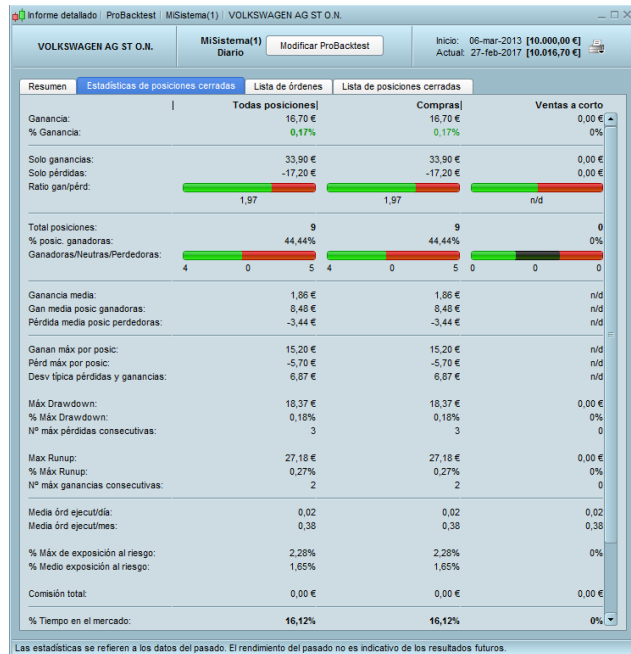 Informe detallado | ProBacktest | MiSistema(1) | VOLKSWAGEN AG ST O.N.
VOLKSWAGEN AG ST O.N.
MiSistema(1)
Diario
Modificar ProBacktest
Inicio: 06-mar-2013 [10.000,00 €]
Actual: 27-feb-2017 [10.016,70 €]
Resumen Estadísticas de posiciones cerradas Lista de órdenes Lista de posiciones cerradas
Todas posiciones| Compras| Ventas a corto
Ganancia: 16,70 € 16,70 € 0,00 €
% Ganancia: 0,17% 0,17% 0%
Solo ganancias: 33,90 € 33,90 € 0,00 €
Solo pérdidas: -17,20 € -17,20 € 0,00 €
Ratio gan/pérd:
1,97 1,97 n/d
Total posiciones: 9 9 0
% posic. ganadoras: 44,44% 44,44% 0%
Ganadoras/Neutras/Perdedoras:
4 0 5 4 0 5 0 0 0
Ganancia media: 1,86 € 1,86 € n/d
Gan media posic ganadoras: 8,48 € 8,48 € n/d
Pérdida media posic perdedoras: -3,44 € -3,44 € n/d
Ganan máx por posic: 15,20 € 15,20 € n/d
Pérd máx por posic: -5,70 € -5,70 € n/d
Desv típica pérdidas y ganancias: 6,87 € 6,87 € n/d
Máx Drawdown: 18,37 € 18,37 € 0,00 €
% Máx Drawdown: 0,18% 0,18% 0%
Nº máx pérdidas consecutivas: 3 3 0
Max Runup: 27,18 € 27,18 € 0,00 €
% Máx Runup: 0,27% 0,27% 0%
Nº máx ganancias consecutivas: 2 2 0
Media órd ejecut/día: 0,02 0,02 0,02
Media órd ejecut/mes: 0,38 0,38 0,38
% Máx de exposición al riesgo: 2,28% 2,28% 0%
% Medio exposición al riesgo: 1,65% 1,65%
Comisión total: 0,00 € 0,00 € 0,00 €
% Tiempo en el mercado: 16,12% 16,12% 0%
Las estadísticas se refieren a los datos del pasado. El rendimiento del pasado no es indicativo de los resultados futuros.